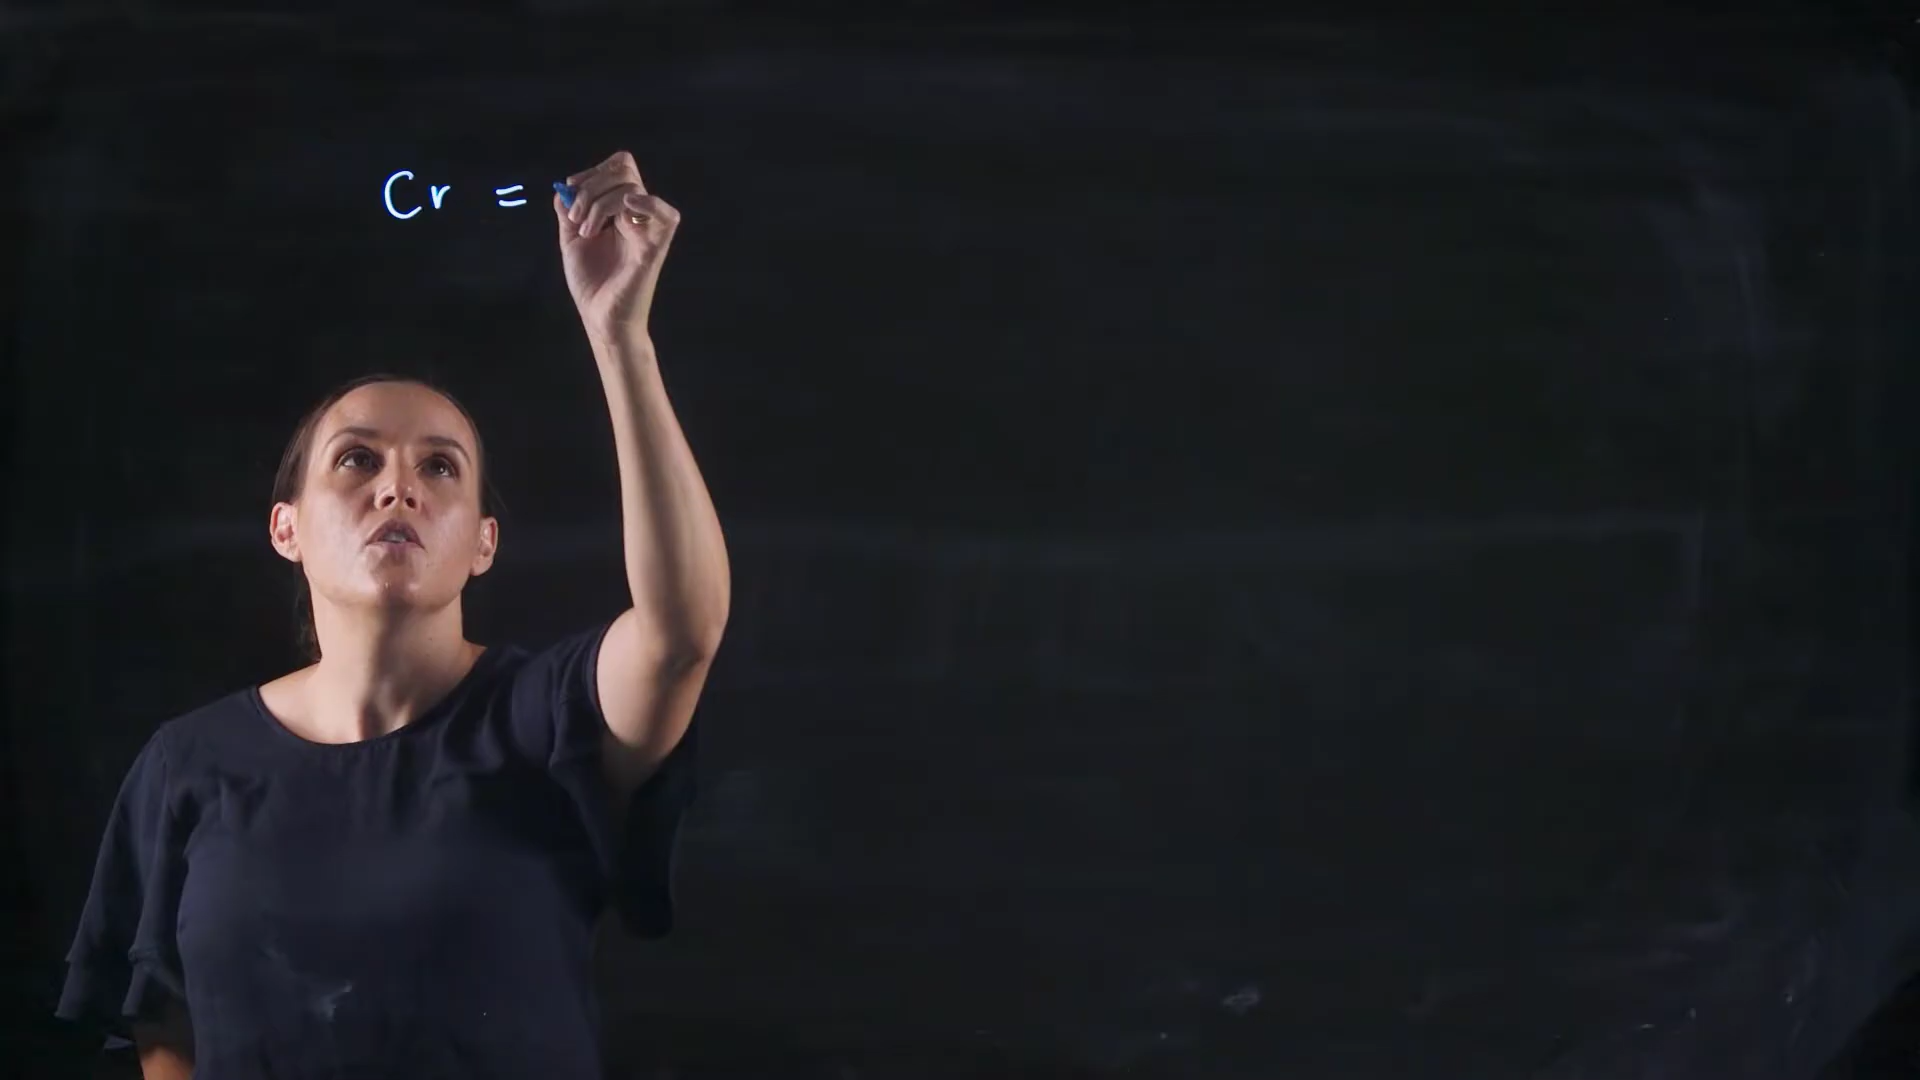 Cr =